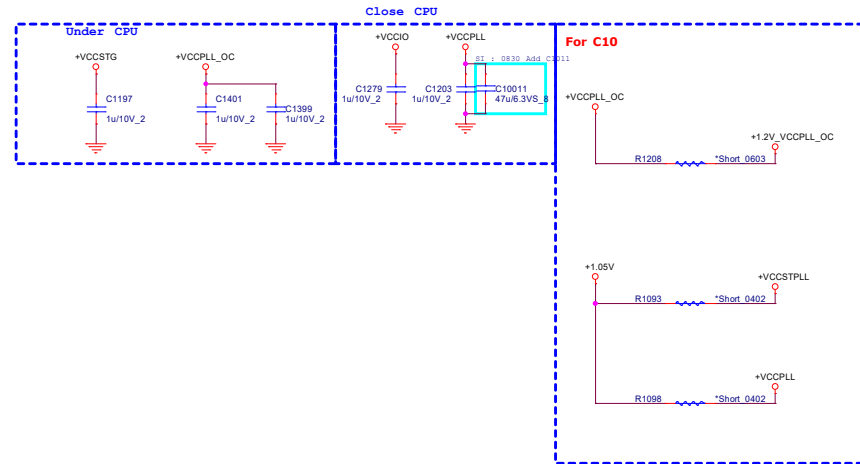 Close CPU
Under CPU
For C10
+VCCSTG
+VCCPLL_OC
C1197
1u/10V_2
C1401
1u/10V_2
C1399
1u/10V_2
+VCCIO
+VCCPLL
SI : 0830 Add C1011
C1279
1u/10V_2
C1203
1u/10V_2
C10011
47u/6.3VS_8
+VCCPLL_OC
+1.2V_VCCPLL_OC
R1208
*Short_0603
+1.05V
+VCCSTPLL
R1093
*Short_0402
+VCCPLL
R1098
*Short_0402